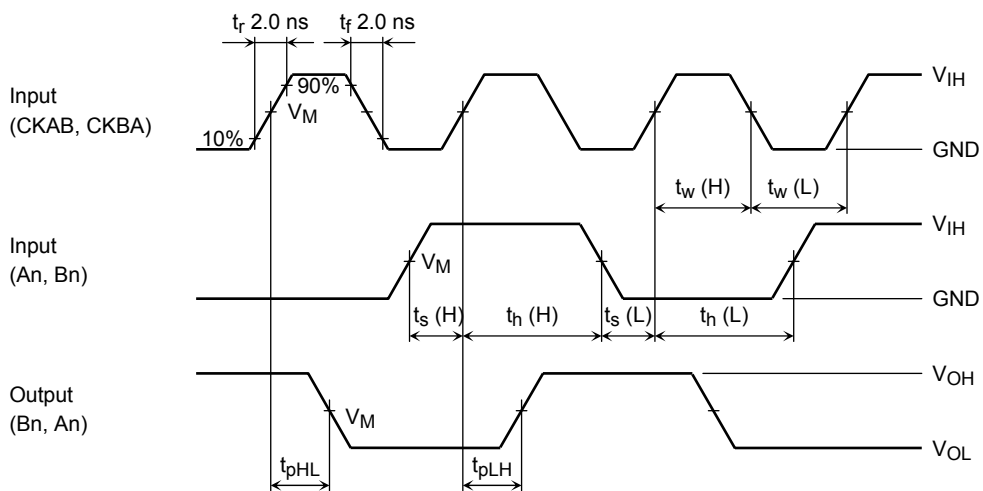 tr 2.0 ns tf 2.0 ns
Input
(CKAB, CKBA)
10%
90%
VM
VIH
GND
tw (H) tw (L)
Input
(An, Bn)
VM
VIH
GND
ts (H) th (H) ts (L) th (L)
Output
(Bn, An)
VM
VOH
VOL
tpHL tpLH